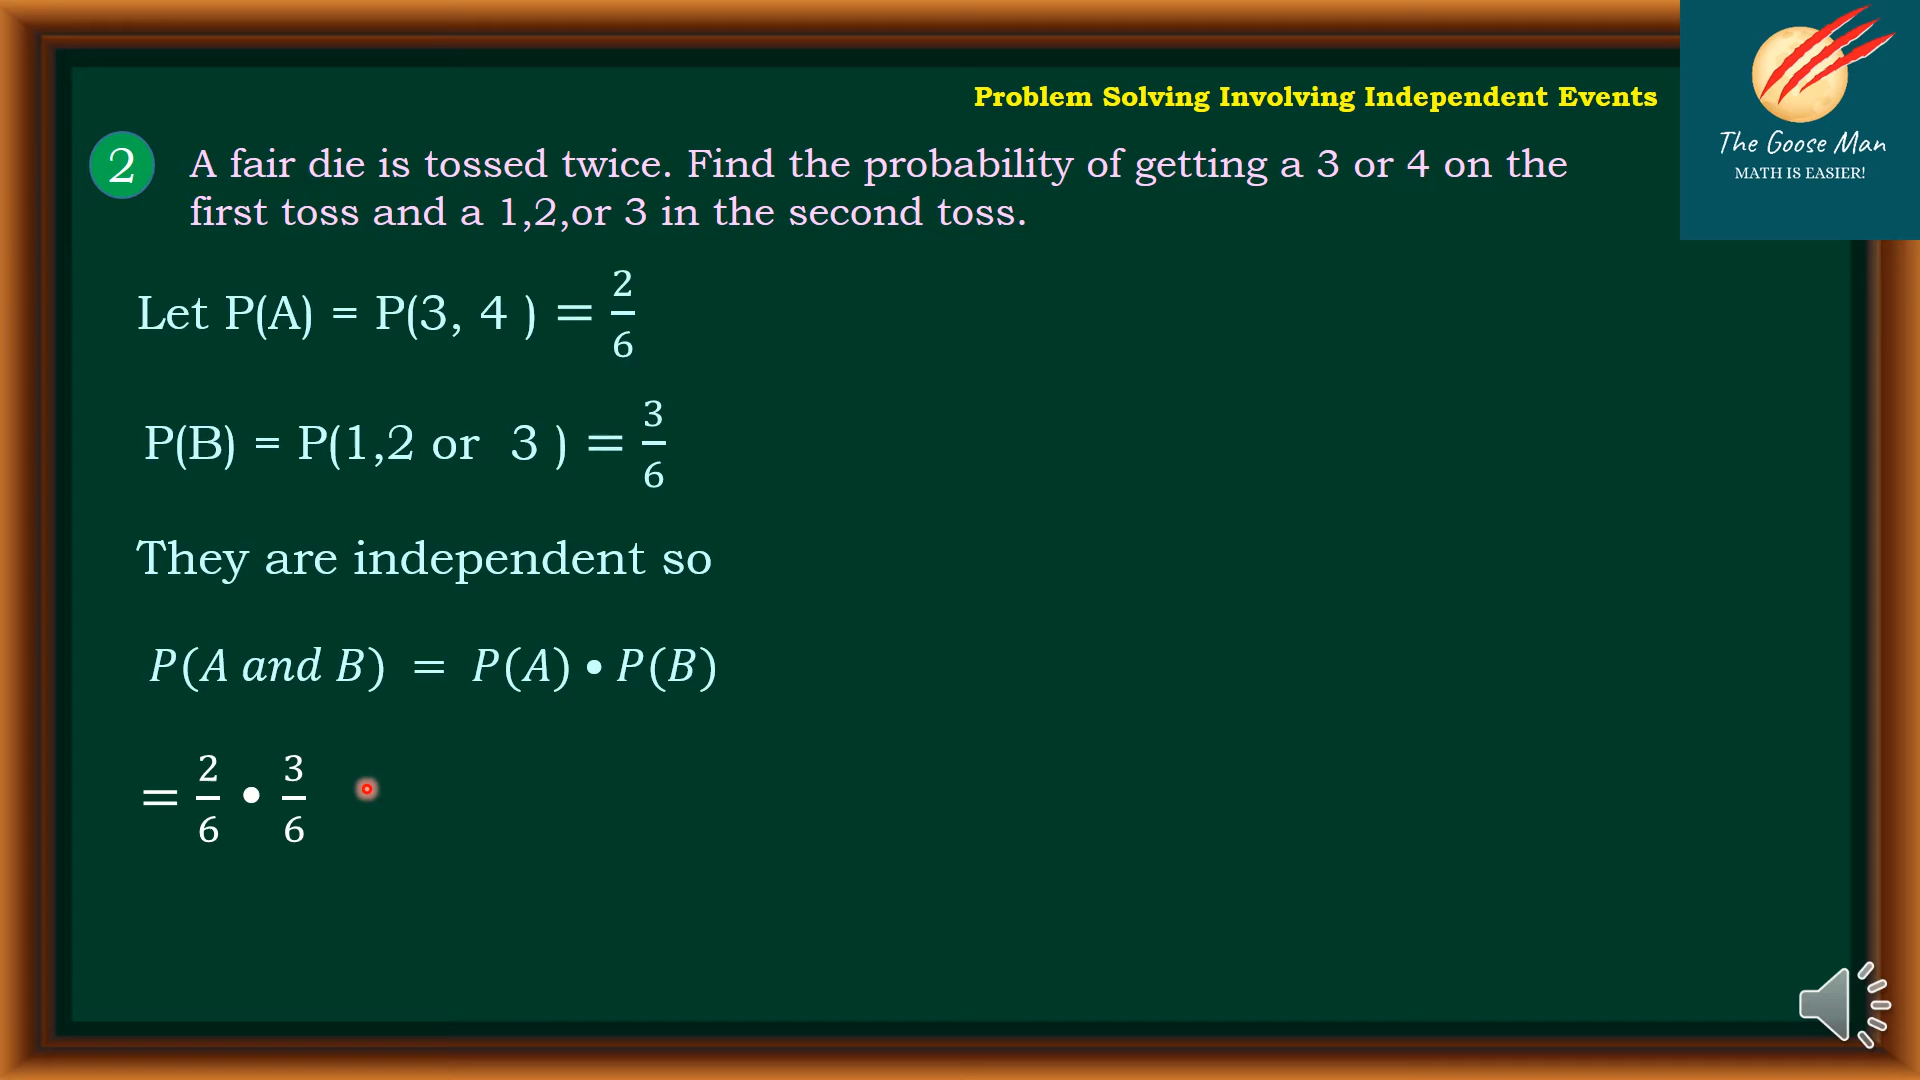 Problem Solving Involving Independent Events
The Goose Man
MATH IS EASIER!
2 A fair die is tossed twice. Find the probability of getting a 3 or 4 on the
first toss and a 1,2,or 3 in the second toss.
Let P(A) = P(3, 4 ) = 2/6
P(B) = P(1,2 or 3 ) = 3/6
They are independent so
P(A and B) = P(A) • P(B)
= 2/6 • 3/6